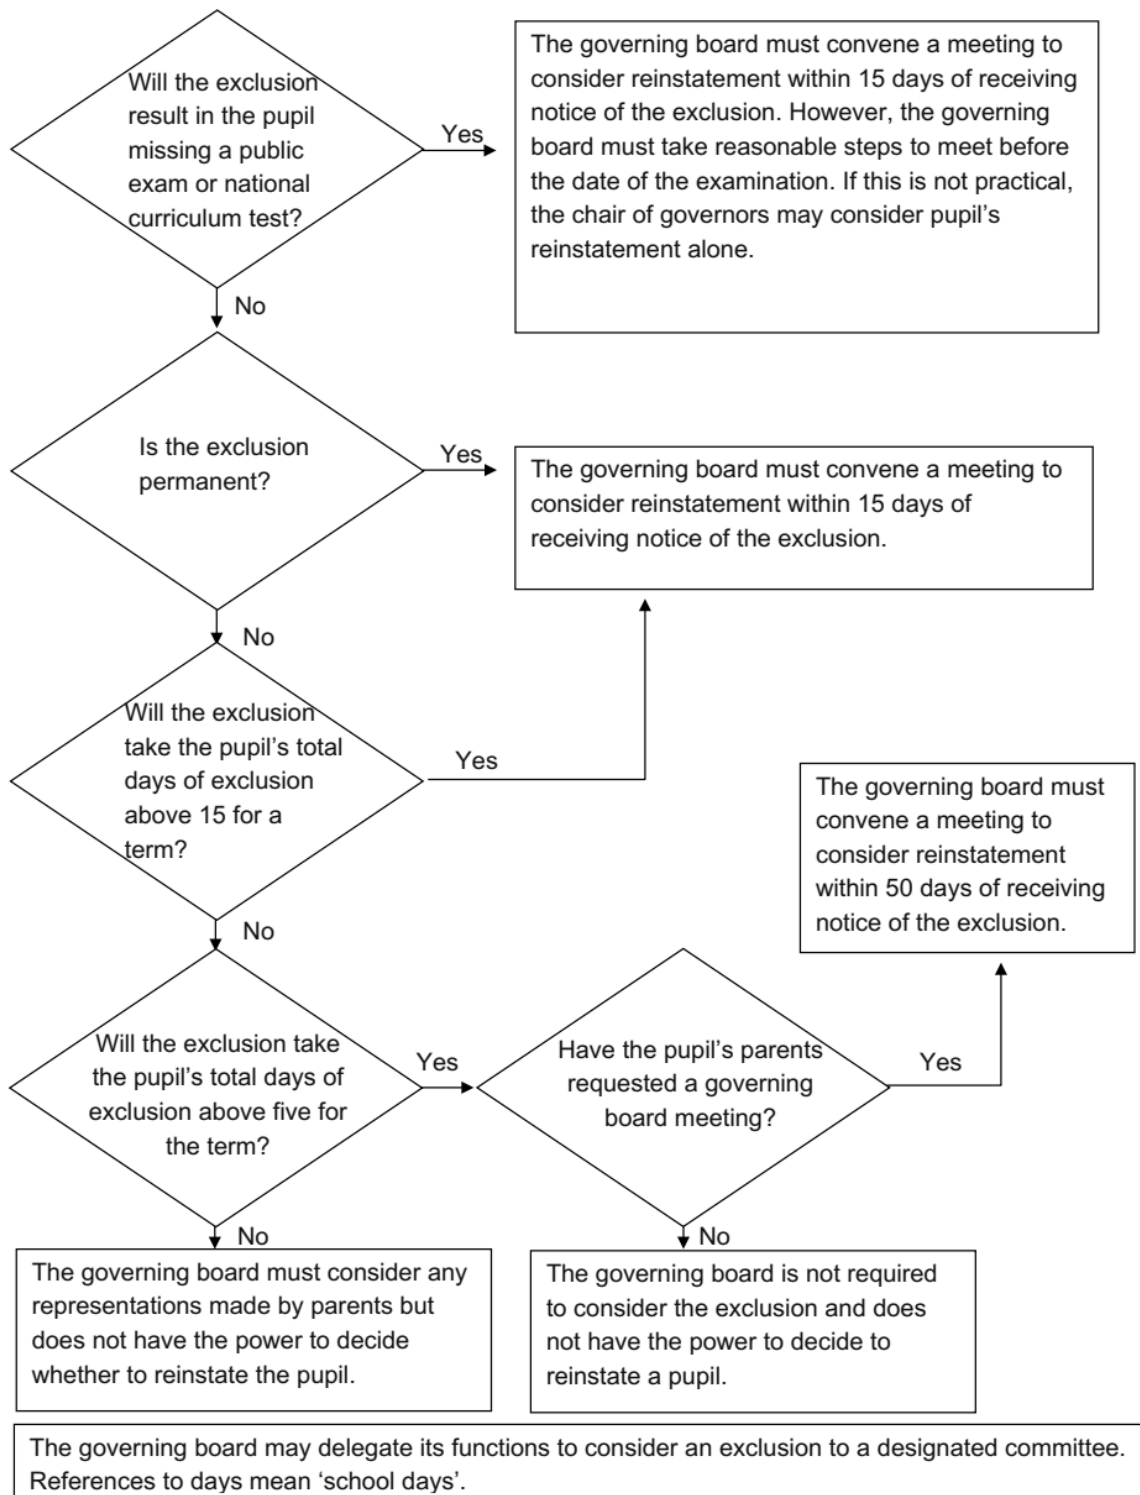 Will the exclusion
result in the pupil
missing a public
exam or national
curriculum test?
Yes
The governing board must convene a meeting to
consider reinstatement within 15 days of receiving
notice of the exclusion. However, the governing
board must take reasonable steps to meet before
the date of the examination. If this is not practical,
the chair of governors may consider pupil’s
reinstatement alone.
No
Is the exclusion
permanent?
Yes
The governing board must convene a meeting to
consider reinstatement within 15 days of
receiving notice of the exclusion.
No
Will the exclusion
take the pupil’s total
days of exclusion
above 15 for a
term?
Yes
The governing board must
convene a meeting to
consider reinstatement
within 50 days of receiving
notice of the exclusion.
No
Will the exclusion take
the pupil’s total days of
exclusion above five for
the term?
Yes
Have the pupil’s parents
requested a governing
board meeting?
Yes
No
The governing board must consider any
representations made by parents but
does not have the power to decide
whether to reinstate the pupil.
No
The governing board is not required
to consider the exclusion and does
not have the power to decide to
reinstate a pupil.
The governing board may delegate its functions to consider an exclusion to a designated committee.
References to days mean ‘school days’.